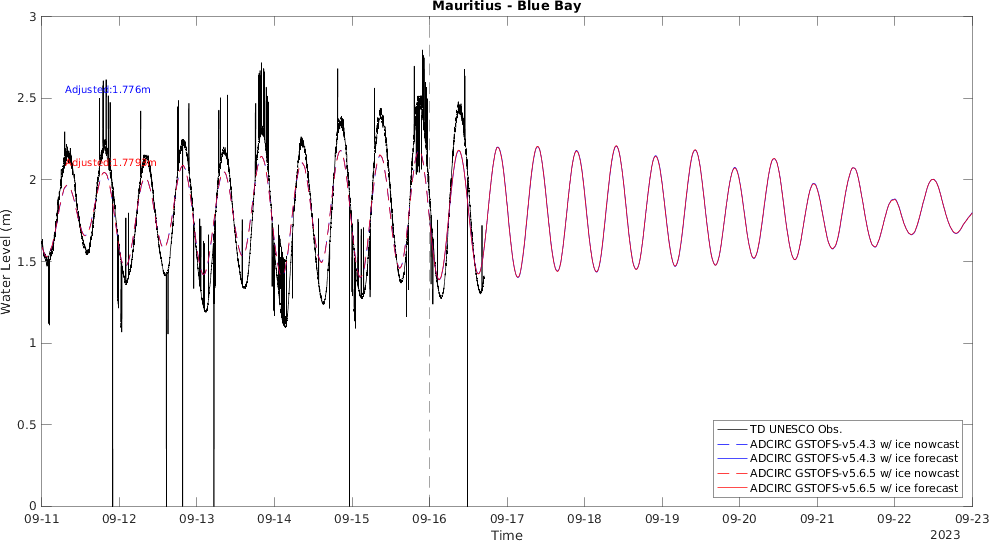 Mauritius - Blue Bay
3
2.5
2
1.5
1
0.5
0
Water Level (m)
Adjusted:1.776m
TD UNESCO Obs.
ADCIRC GSTOFS-v5.4.3 w/ ice nowcast
ADCIRC GSTOFS-v5.4.3 w/ ice forecast
ADCIRC GSTOFS-v5.6.5 w/ ice nowcast
ADCIRC GSTOFS-v5.6.5 w/ ice forecast
09-11 09-12 09-13 09-14 09-15 09-16 09-17 09-18 09-19 09-20 09-21 09-22 09-23
Time
2023